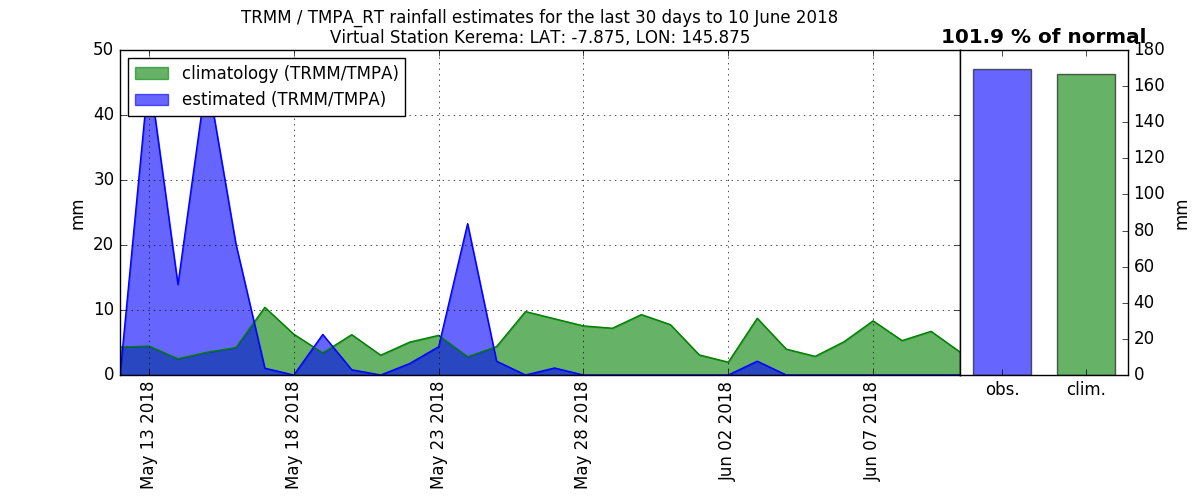 TRMM / TMPA_RT rainfall estimates for the last 30 days to 10 June 2018
Virtual Station Kerema: LAT: -7.875, LON: 145.875
101.9 % of normal
climatology (TRMM/TMPA)
estimated (TRMM/TMPA)
mm
50
40
30
20
10
0
May 13 2018
May 18 2018
May 23 2018
May 28 2018
Jun 02 2018
Jun 07 2018
obs.
clim.
180
160
140
120
100
80
60
40
20
0
mm